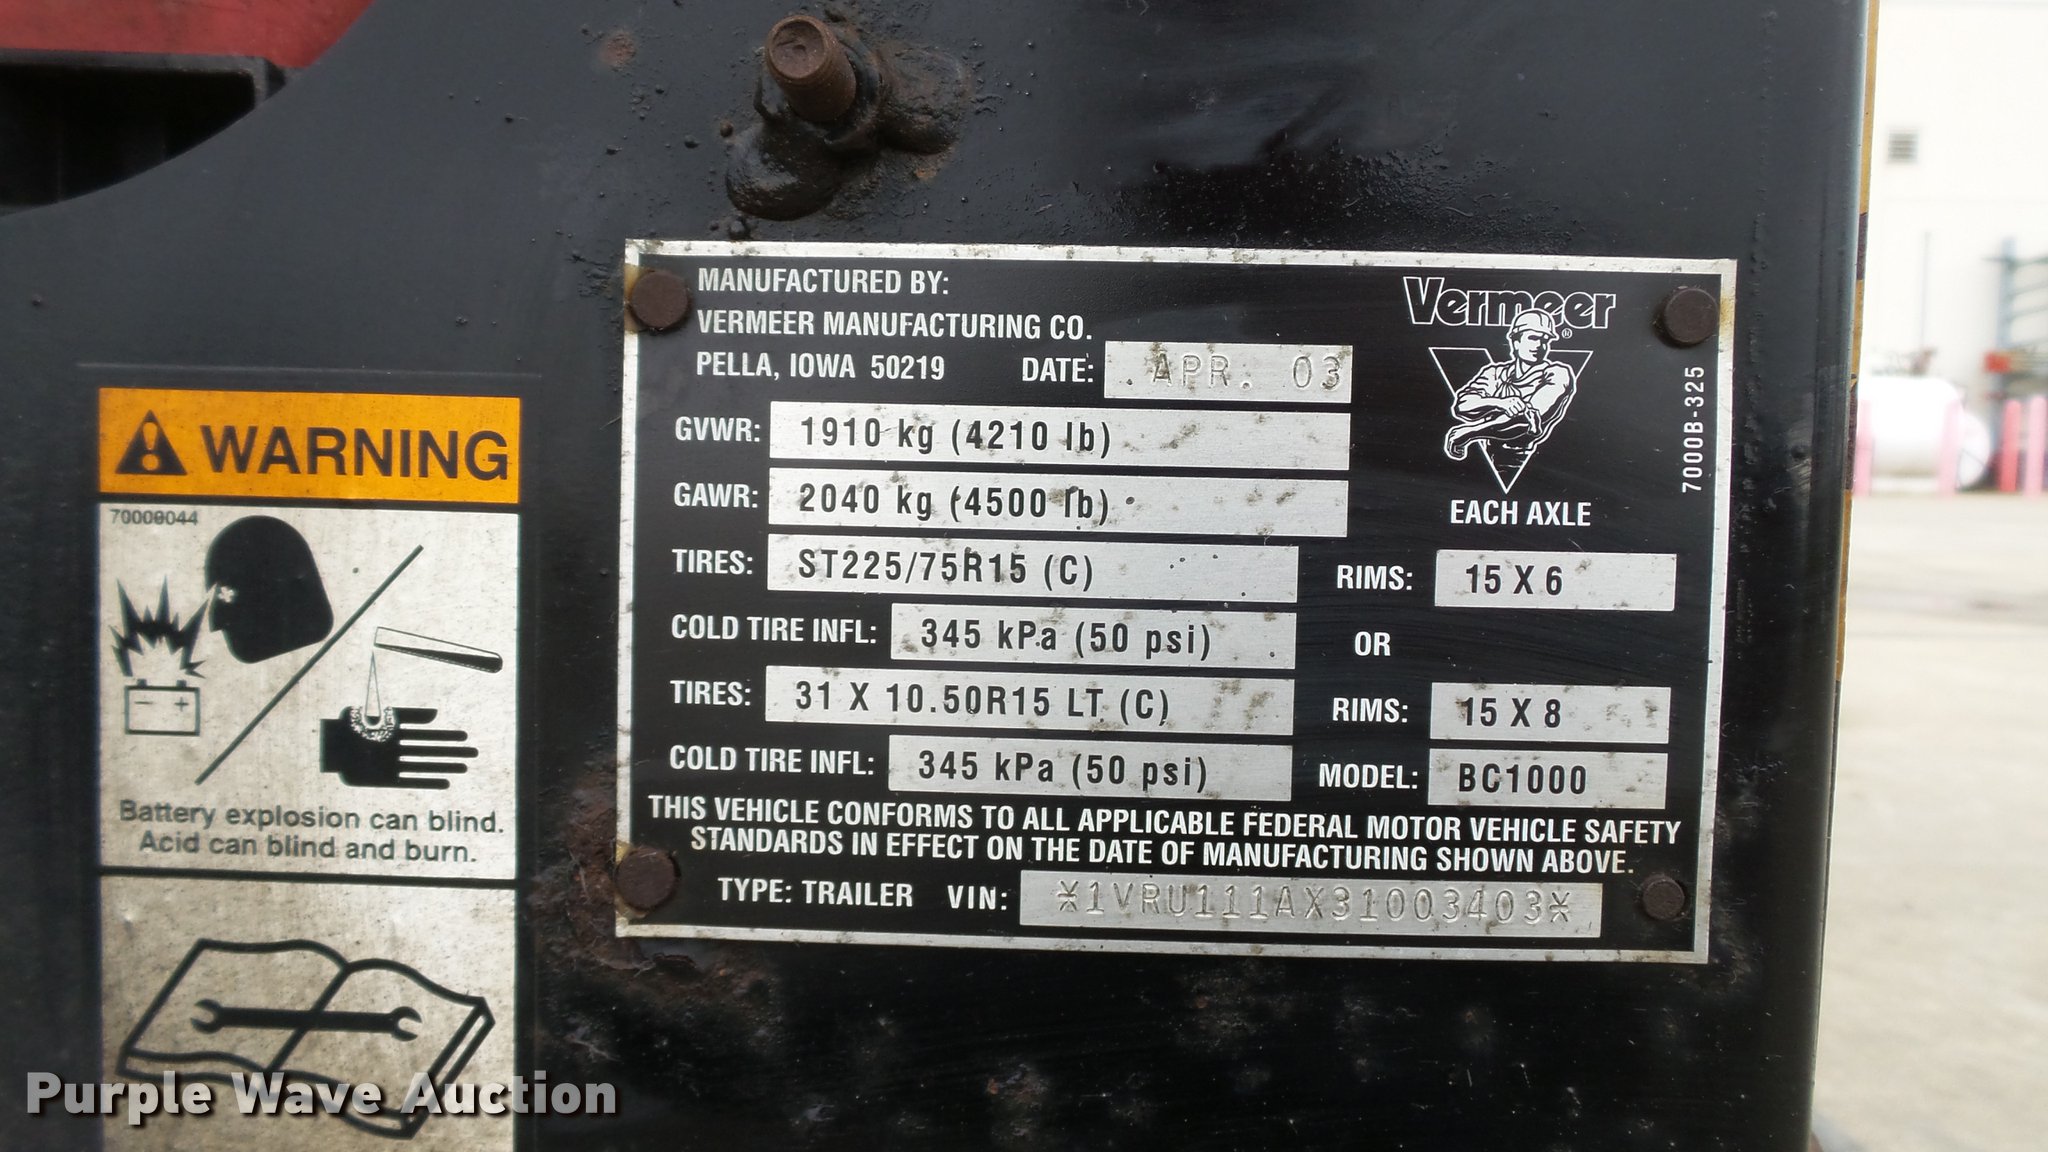 MANUFACTURED BY:
VERMEER MANUFACTURING CO.
PELLA, IOWA 50219 DATE: APR. 03
Vermeer
GVWR: 1910 kg (4210 lb)
GAWR: 2040 kg (4500 lb)
EACH AXLE
7000B-325
TIRES: ST225/75R15 (C) RIMS: 15 X 6
COLD TIRE INFL: 345 kPa (50 psi) OR
TIRES: 31 X 10.50R15 LT (C) RIMS: 15 X 8
COLD TIRE INFL: 345 kPa (50 psi) MODEL: BC1000
THIS VEHICLE CONFORMS TO ALL APPLICABLE FEDERAL MOTOR VEHICLE SAFETY
STANDARDS IN EFFECT ON THE DATE OF MANUFACTURING SHOWN ABOVE.
TYPE: TRAILER VIN: *1VRU111AX31003403*
WARNING
70009044
Battery explosion can blind.
Acid can blind and burn.
Purple Wave Auction